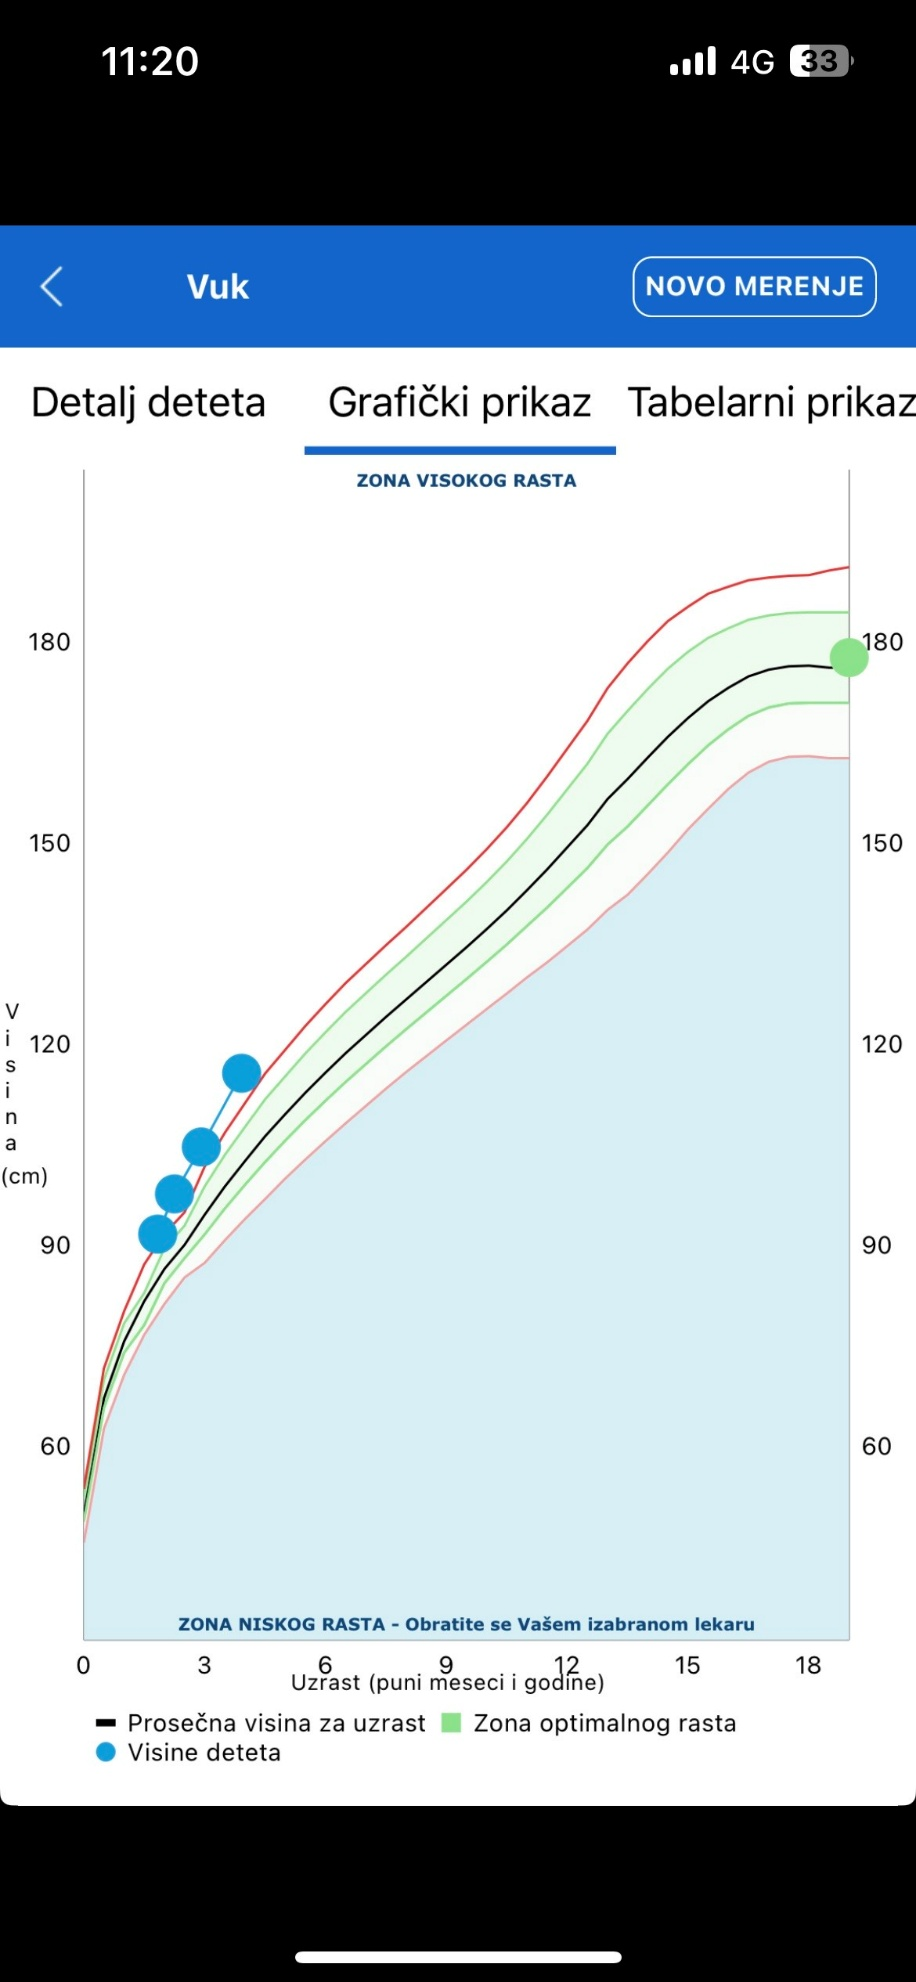 11:20
4G 33
Vuk
NOVO MERENJE
Detalj deteta Grafički prikaz Tabelarni prikaz
ZONA VISOKOG RASTA
180 180
150 150
120 120
90 90
60 60
Visina
(cm)
ZONA NISKOG RASTA - Obratite se Vašem izabranom lekaru
0 3 6 9 12 15 18
Uzrast (puni meseci i godine)
Prosečna visina za uzrast Zona optimalnog rasta
Visine deteta